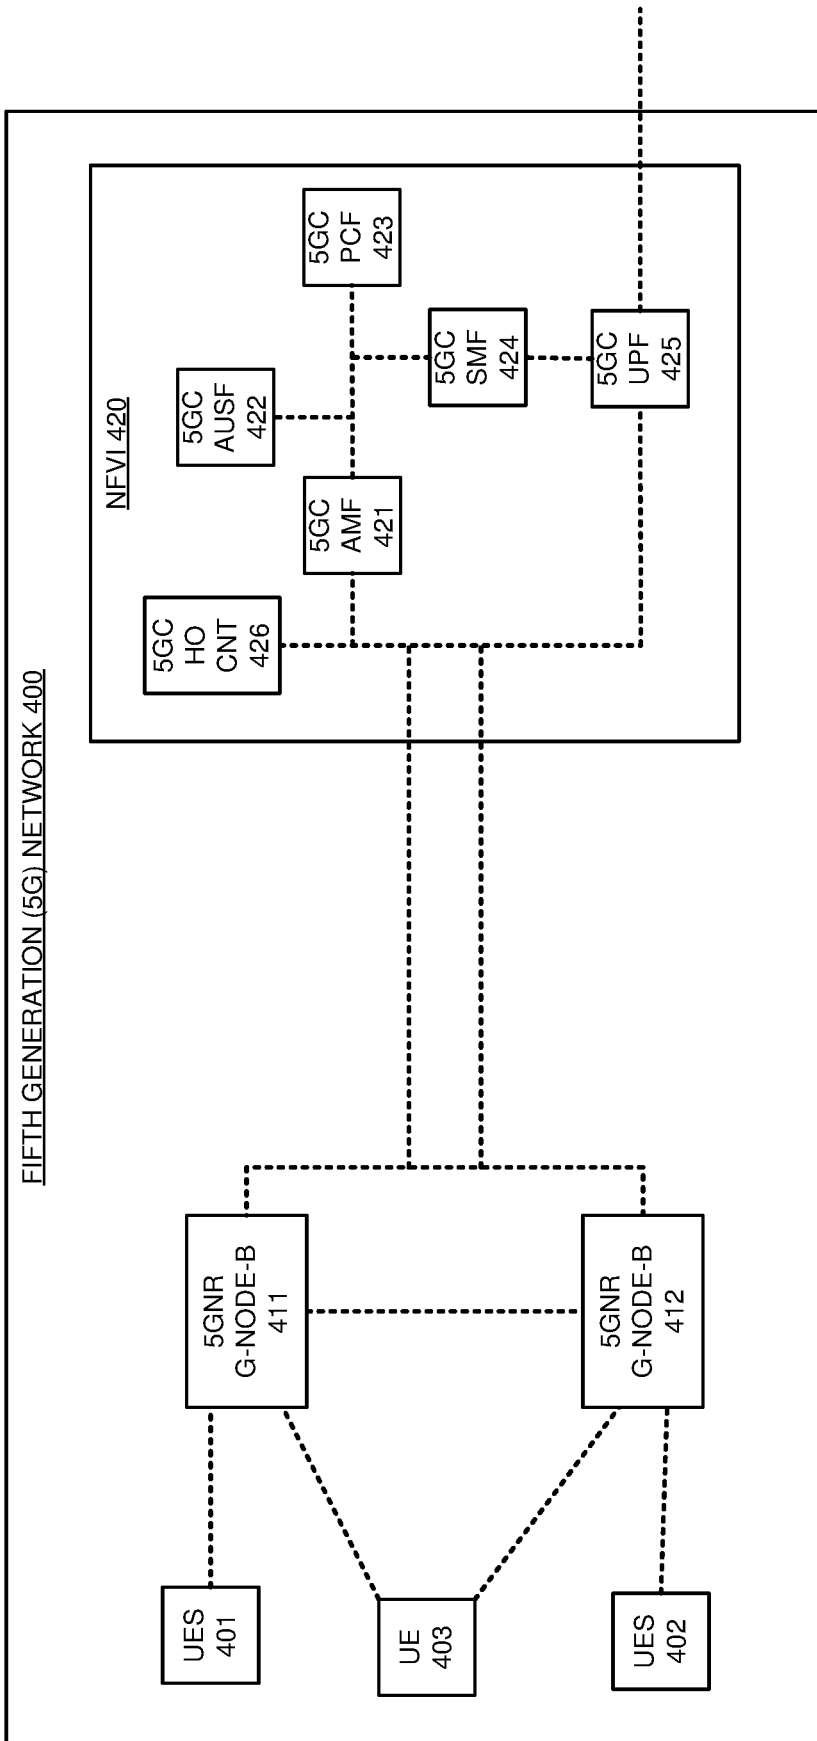 FIFTH GENERATION (5G) NETWORK 400
UES
401
UE
403
UES
402
5GNR
G-NODE-B
411
5GNR
G-NODE-B
412
NFVI 420
5GC
HO
CNT
426
5GC
AMF
421
5GC
AUSF
422
5GC
PCF
423
5GC
SMF
424
5GC
UPF
425